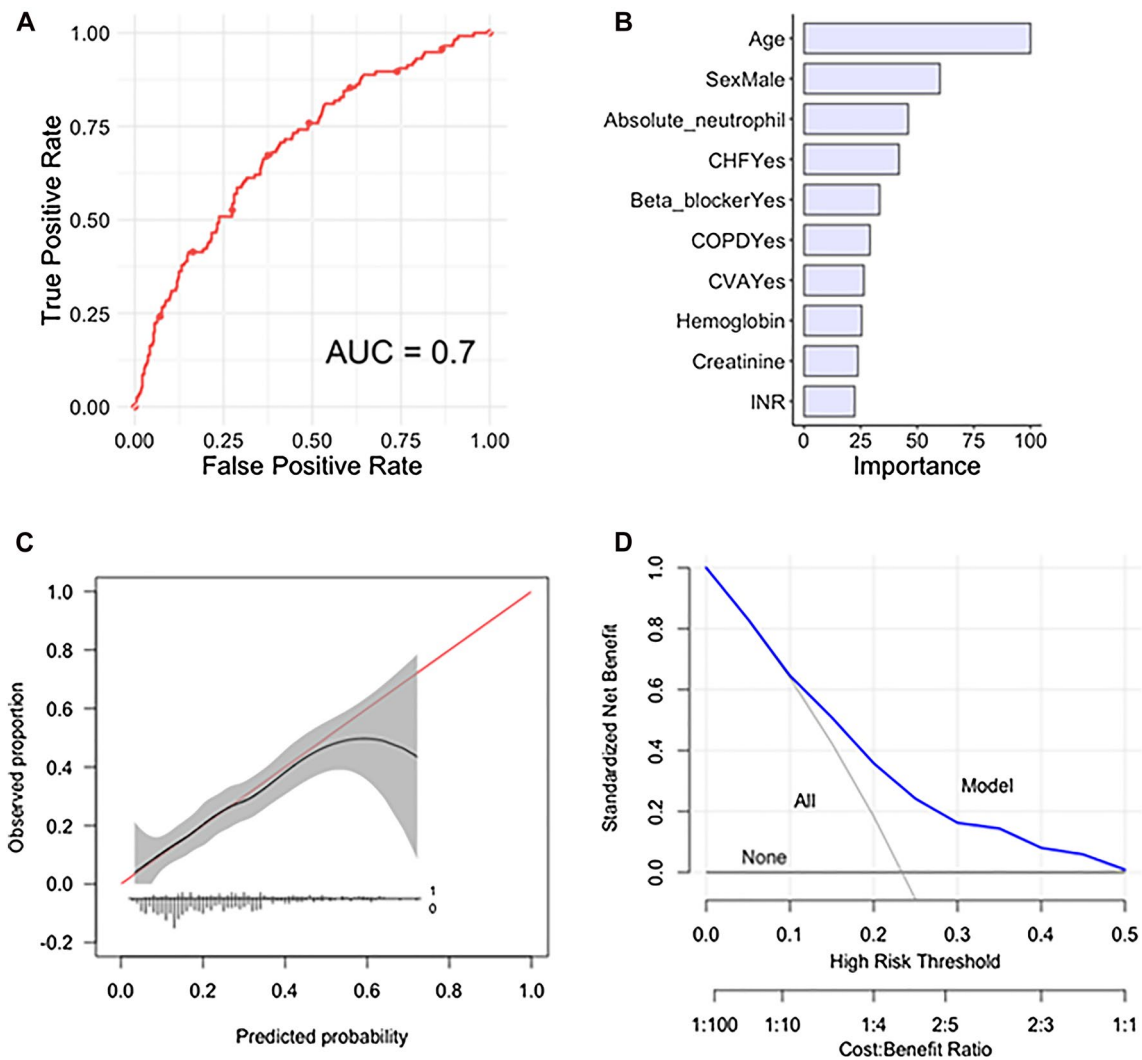 A
1.00
0.75
0.50
0.25
0.00
True Positive Rate
AUC = 0.7
0.00 0.25 0.50 0.75 1.00
False Positive Rate
B
Age
SexMale
Absolute_neutrophil
CHFYes
Beta_blockerYes
COPDYes
CVAYes
Hemoglobin
Creatinine
INR
0 25 50 75 100
Importance
C
1.0
0.8
0.6
0.4
0.2
0.0
-0.2
Observed proportion
1
0
0.0 0.2 0.4 0.6 0.8 1.0
Predicted probability
D
1.0
0.8
0.6
0.4
0.2
0.0
Standardized Net Benefit
Model
All
None
0.0 0.1 0.2 0.3 0.4 0.5
High Risk Threshold
1:100 1:10 1:4 2:5 2:3 1:1
Cost:Benefit Ratio